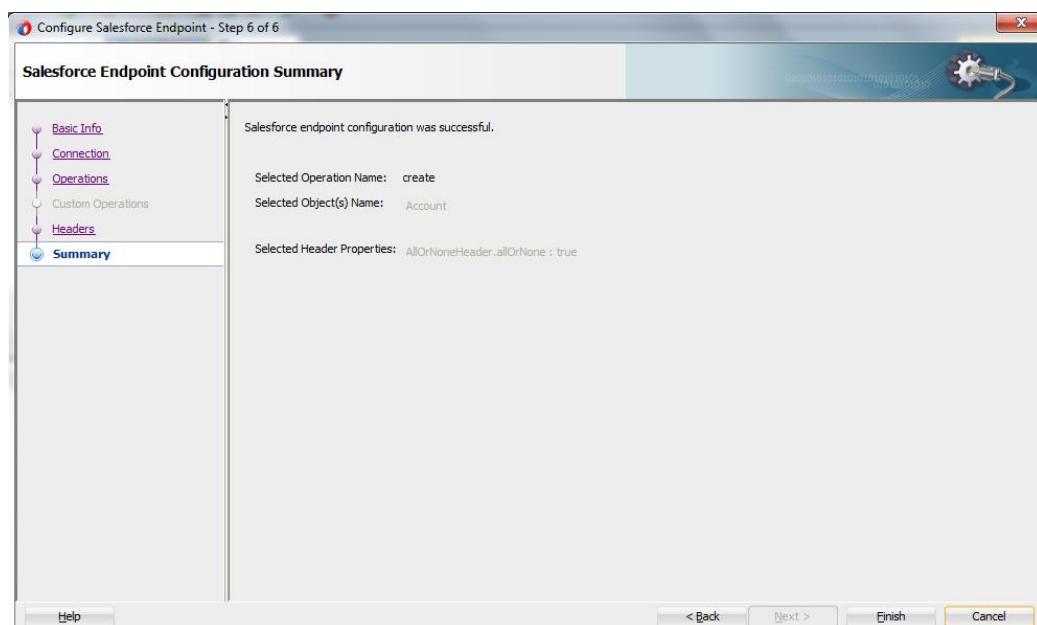 Configure Salesforce Endpoint - Step 6 of 6
Salesforce Endpoint Configuration Summary
Basic Info
Connection
Operations
Custom Operations
Headers
Summary
Salesforce endpoint configuration was successful.
Selected Operation Name: create
Selected Object(s) Name: Account
Selected Header Properties: AllOrNoneHeader.allOrNone : true
Help
< Back
Next >
Finish
Cancel